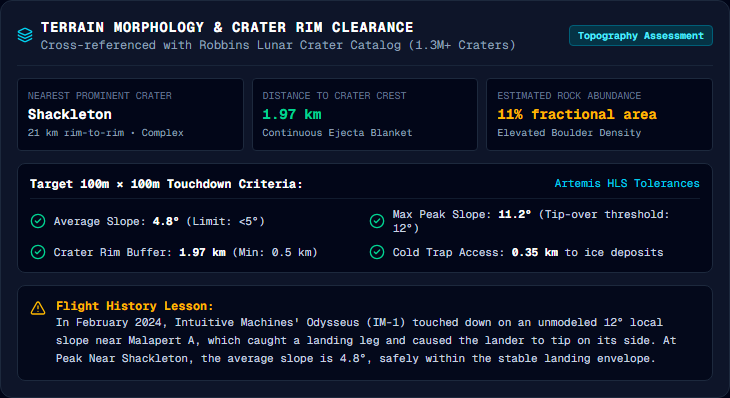 TERRAIN MORPHOLOGY & CRATER RIM CLEARANCE
Cross-referenced with Robbins Lunar Crater Catalog (1.3M+ Craters)
Topography Assessment
NEAREST PROMINENT CRATER
Shackleton
21 km rim-to-rim · Complex
DISTANCE TO CRATER CREST
1.97 km
Continuous Ejecta Blanket
ESTIMATED ROCK ABUNDANCE
11% fractional area
Elevated Boulder Density
Target 100m × 100m Touchdown Criteria:
Artemis HLS Tolerances
Average Slope: 4.8° (Limit: <5°)
Max Peak Slope: 11.2° (Tip-over threshold:
12°)
Crater Rim Buffer: 1.97 km (Min: 0.5 km)
Cold Trap Access: 0.35 km to ice deposits
Flight History Lesson:
In February 2024, Intuitive Machines' Odysseus (IM-1) touched down on an unmodeled 12° local
slope near Malapert A, which caught a landing leg and caused the lander to tip on its side. At
Peak Near Shackleton, the average slope is 4.8°, safely within the stable landing envelope.